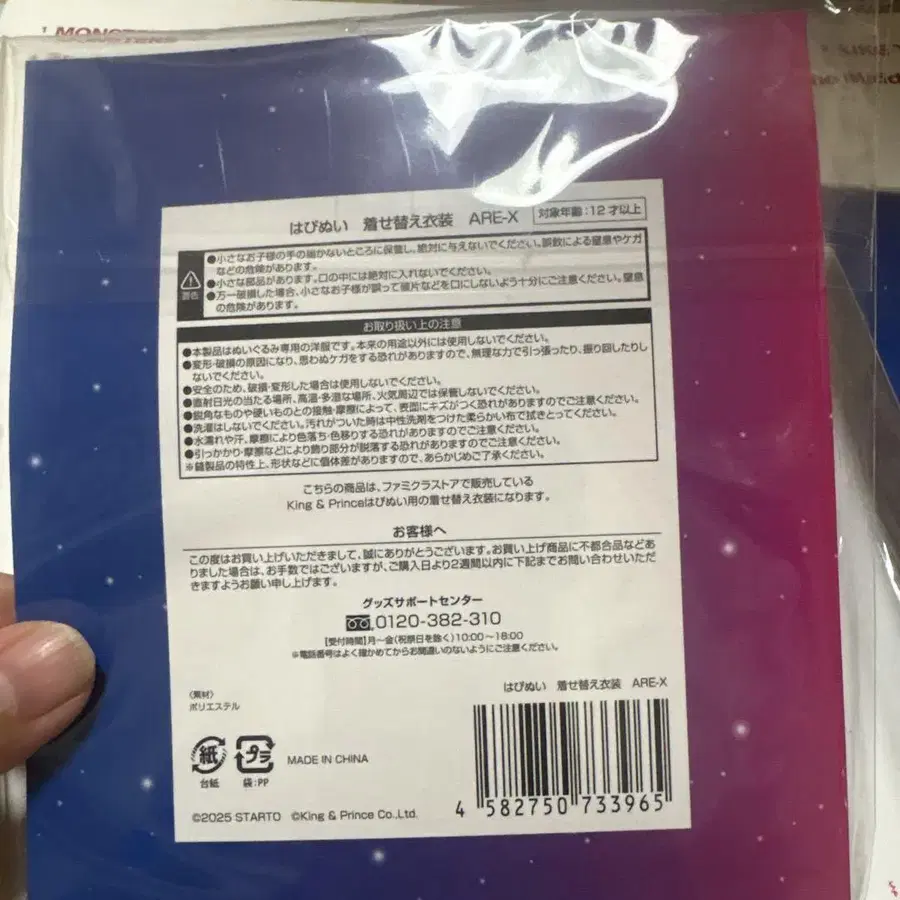 MONSTERS
はぴぬい 着せ替え衣装 ARE-X
対象年齢:12才以上
●小さなお子様の手の届かないところに保管し、絶対に与えないでください。誤飲による窒息やケガ
などの危険があります。
●小さな部品があります。口の中には絶対に入れないでください。
●万一破損した場合、小さなお子様が誤って破片などを口にしないよう十分にご注意ください。窒息
の危険があります。
お取り扱い上の注意
●本製品はぬいぐるみ専用の洋服です。本来の用途以外には使用しないでください。
●変形・破損の原因になり、思わぬケガをする恐れがありますので、無理な力で引っ張ったり、振り回したりし
ないでください。
●安全のため、破損・変形した場合は使用しないでください。
●直射日光の当たる場所、高温・多湿な場所、火気周辺では保管しないでください。
●鋭角なものや硬いものとの接触・摩擦によって、表面にキズがつく恐れがありますのでご注意ください。
●洗濯はしないでください。汚れがついた時は中性洗剤をつけた柔らかい布で拭きとってください。
●水濡れや汗、摩擦により色落ち・色移りする恐れがありますのでご注意ください。
●引っかかり・摩擦などにより飾り部分が脱落する恐れがありますのでご注意ください。
※縫製品の特性上、形状などに個体差がありますので、あらかじめご了承ください。
こちらの商品は、ファミクラストアで販売している
King & Princeはぴぬい用の着せ替え衣装になります。
お客様へ
この度はお買い上げいただきまして、誠にありがとうございます。お買い上げ商品に不都合品などあ
りました場合は、お手数ではございますが、ご購入日より2週間以内に下記までお問い合わせいただ
きますようお願い申し上げます。
グッズサポートセンター
0120-382-310
【受付時間】月〜金(祝祭日を除く)10:00〜18:00
※電話番号はよく確かめてからお間違いのないようにご注意ください。
はぴぬい 着せ替え衣装 ARE-X
〈素材〉
ポリエステル
紙
台紙
プラ
袋:PP
MADE IN CHINA
4 582750 733965
©2025 STARTO ©King & Prince Co.,Ltd.